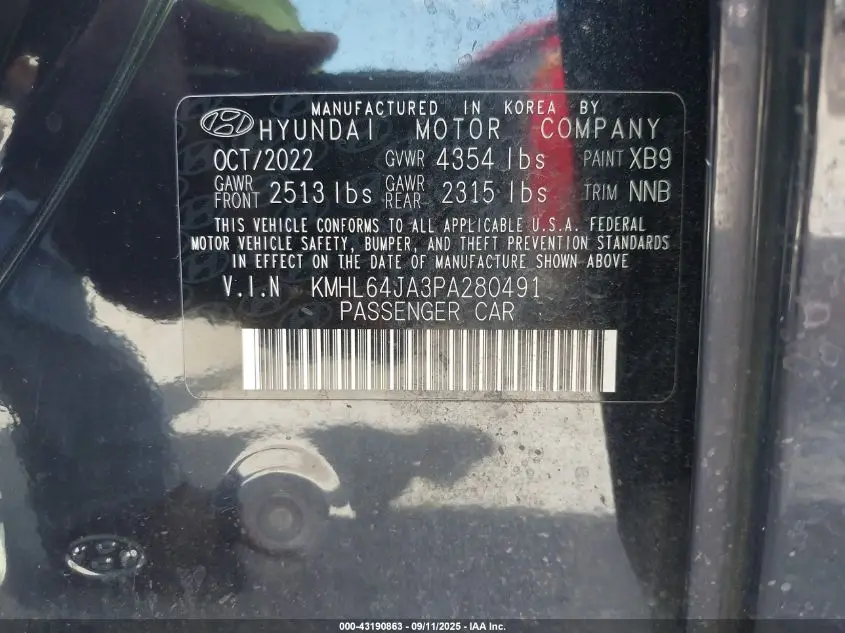 MANUFACTURED IN KOREA BY
HYUNDAI MOTOR COMPANY
OCT/2022 GVWR 4354 lbs PAINT XB9
GAWR FRONT 2513 lbs GAWR REAR 2315 lbs TRIM NNB
THIS VEHICLE CONFORMS TO ALL APPLICABLE U.S.A. FEDERAL
MOTOR VEHICLE SAFETY, BUMPER, AND THEFT PREVENTION STANDARDS
IN EFFECT ON THE DATE OF MANUFACTURE SHOWN ABOVE
V.I.N KMHL64JA3PA280491
PASSENGER CAR
000-43190863 - 09/11/2025 - IAA Inc.